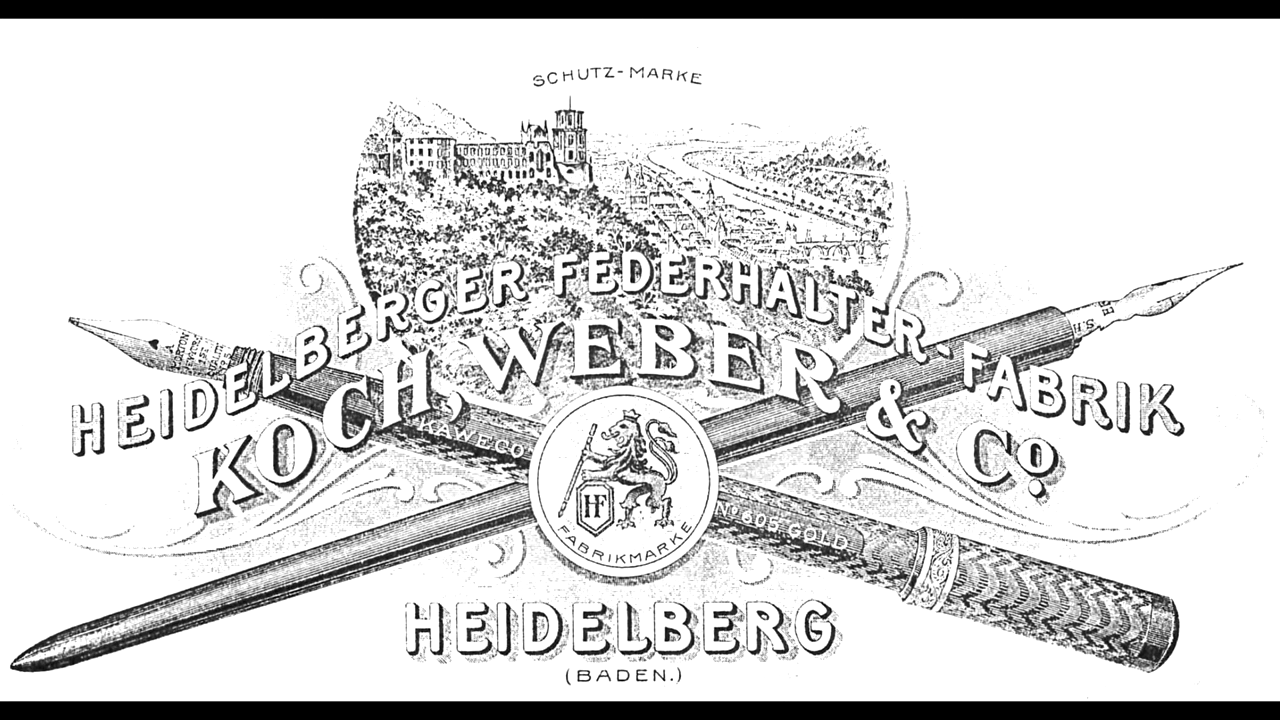 SCHUTZ-MARKE
HEIDELBERGER FEDERHALTER-FABRIK
KOCH, WEBER & Co
KAWECO
HF
FABRIKMARKE
No 605 GOLD
HEIDELBERG
(BADEN.)